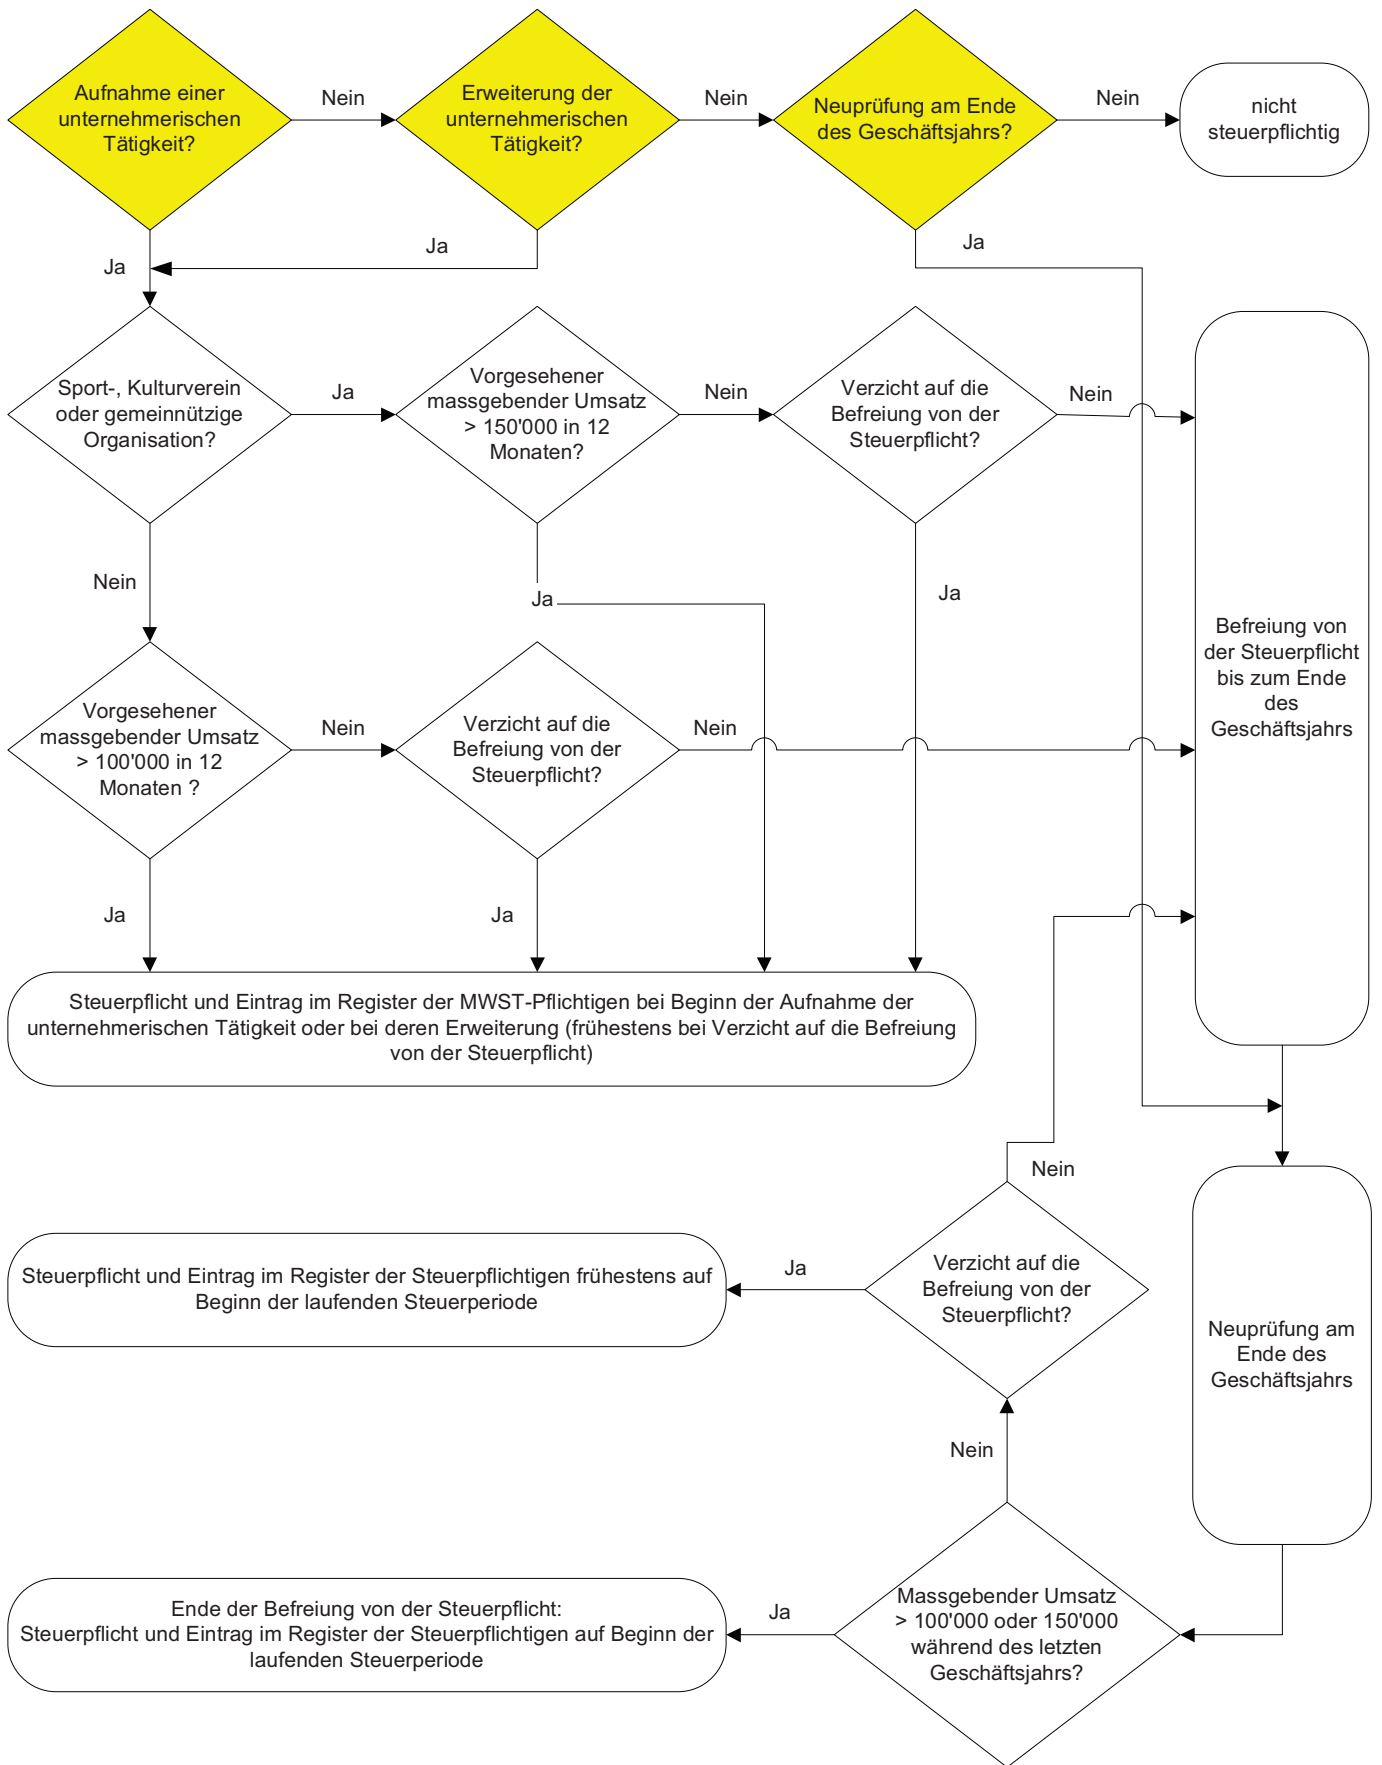 Aufnahme einer
unternehmerischen
Tätigkeit?
Nein
Erweiterung der
unternehmerischen
Tätigkeit?
Nein
Neuprüfung am Ende
des Geschäftsjahrs?
Nein
nicht
steuerpflichtig
Ja
Ja
Ja
Sport-, Kulturverein
oder gemeinnützige
Organisation?
Ja
Vorgesehener
massgebender Umsatz
> 150'000 in 12
Monaten?
Nein
Verzicht auf die
Befreiung von der
Steuerpflicht?
Nein
Befreiung von
der Steuerpflicht
bis zum Ende
des
Geschäftsjahrs
Nein
Ja
Ja
Vorgesehener
massgebender Umsatz
> 100'000 in 12
Monaten ?
Nein
Verzicht auf die
Befreiung von der
Steuerpflicht?
Nein
Ja
Ja
Steuerpflicht und Eintrag im Register der MWST-Pflichtigen bei Beginn der Aufnahme der
unternehmerischen Tätigkeit oder bei deren Erweiterung (frühestens bei Verzicht auf die Befreiung
von der Steuerpflicht)
Nein
Steuerpflicht und Eintrag im Register der Steuerpflichtigen frühestens auf
Beginn der laufenden Steuerperiode
Ja
Verzicht auf die
Befreiung von der
Steuerpflicht?
Neuprüfung am
Ende des
Geschäftsjahrs
Nein
Ende der Befreiung von der Steuerpflicht:
Steuerpflicht und Eintrag im Register der Steuerpflichtigen auf Beginn der
laufenden Steuerperiode
Ja
Massgebender Umsatz
> 100'000 oder 150'000
während des letzten
Geschäftsjahrs?